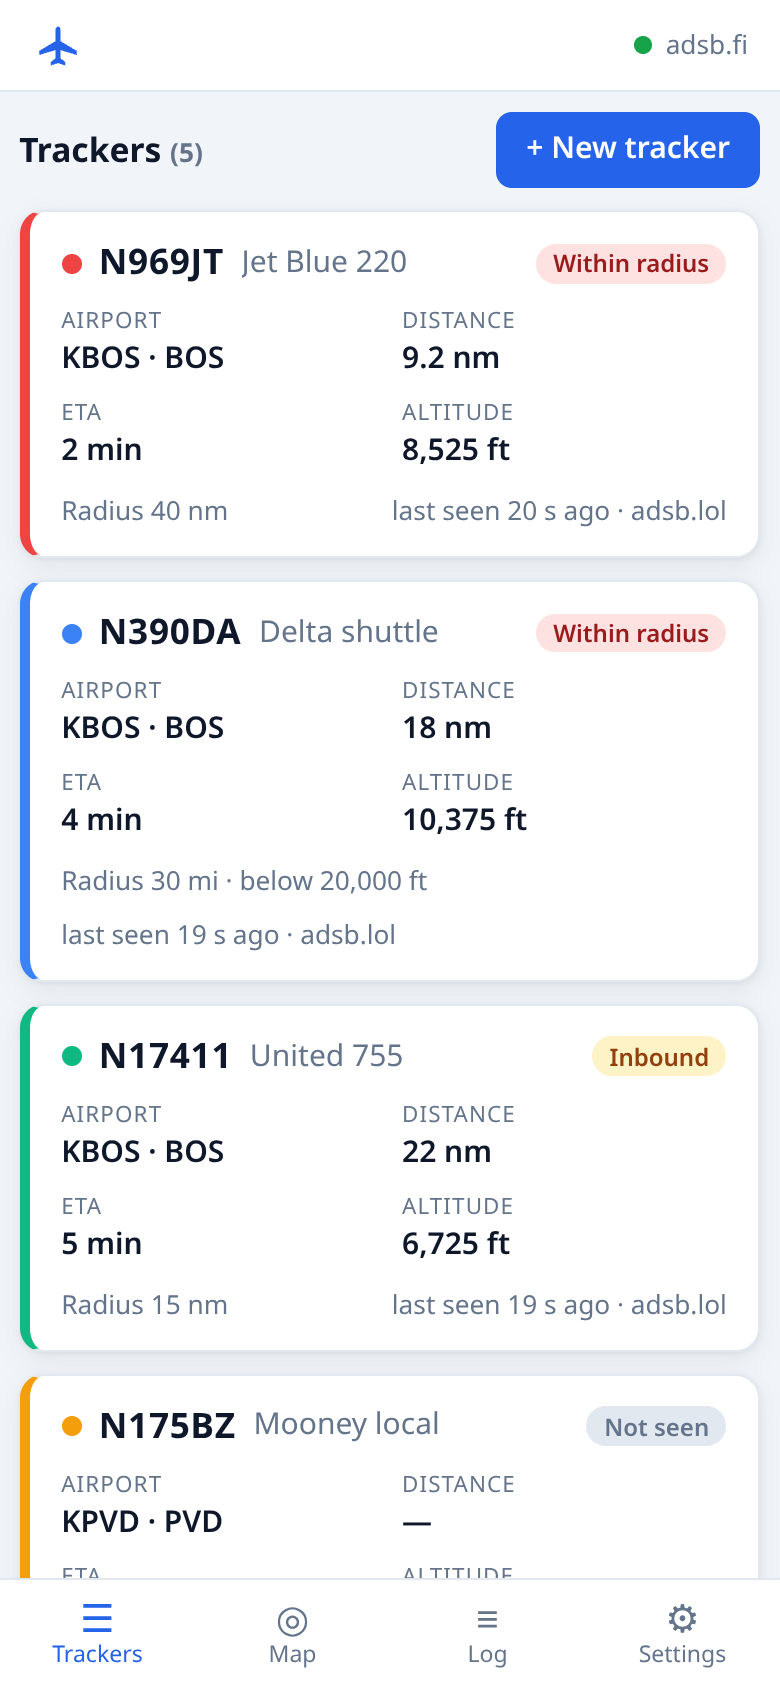 adsb.fi
Trackers (5)
+ New tracker
N969JT Jet Blue 220 Within radius
AIRPORT DISTANCE
KBOS · BOS 9.2 nm
ETA ALTITUDE
2 min 8,525 ft
Radius 40 nm last seen 20 s ago · adsb.lol
N390DA Delta shuttle Within radius
AIRPORT DISTANCE
KBOS · BOS 18 nm
ETA ALTITUDE
4 min 10,375 ft
Radius 30 mi · below 20,000 ft
last seen 19 s ago · adsb.lol
N17411 United 755 Inbound
AIRPORT DISTANCE
KBOS · BOS 22 nm
ETA ALTITUDE
5 min 6,725 ft
Radius 15 nm last seen 19 s ago · adsb.lol
N175BZ Mooney local Not seen
AIRPORT DISTANCE
KPVD · PVD —
ETA ALTITUDE
Trackers Map Log Settings